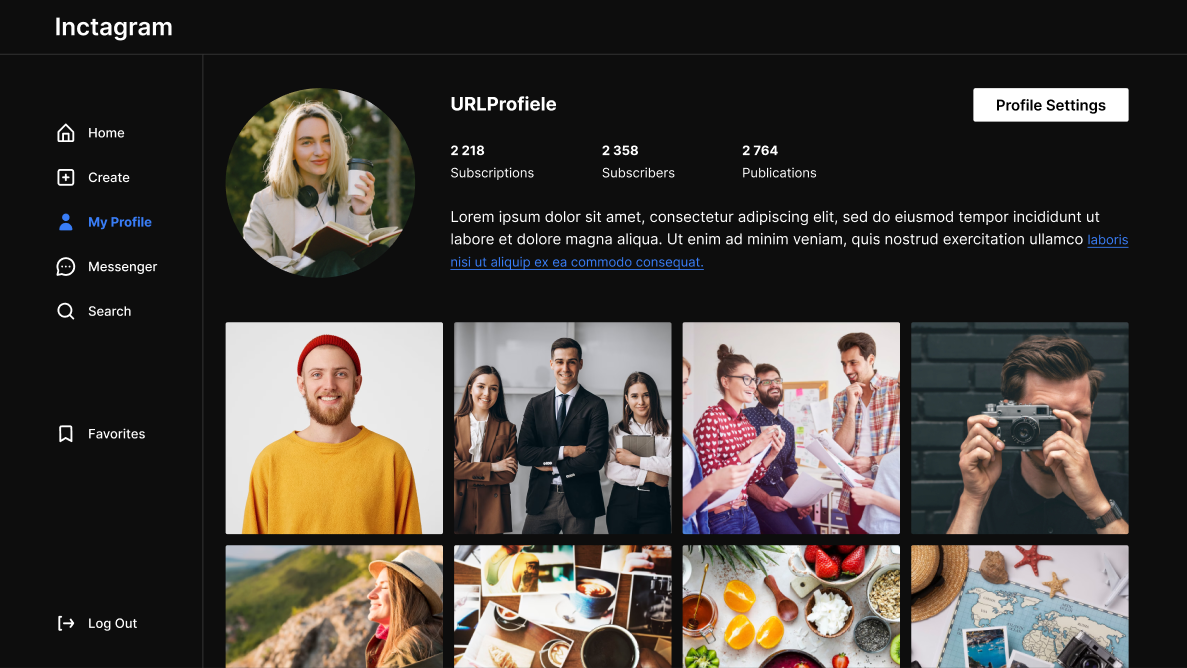 Inctagram
Home
Create
My Profile
Messenger
Search
Favorites
Log Out
URLProfiele
Profile Settings
2 218
Subscriptions
2 358
Subscribers
2 764
Publications
Lorem ipsum dolor sit amet, consectetur adipiscing elit, sed do eiusmod tempor incididunt ut
labore et dolore magna aliqua. Ut enim ad minim veniam, quis nostrud exercitation ullamco laboris
nisi ut aliquip ex ea commodo consequat.